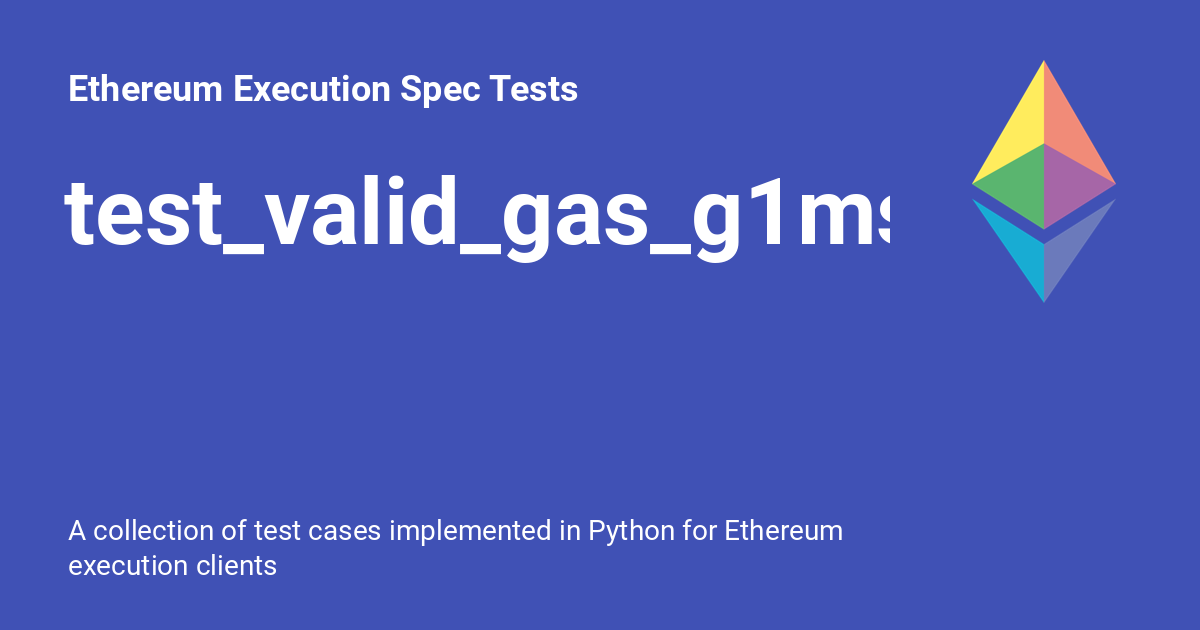 Ethereum Execution Spec Tests
test_valid_gas_g1ms
A collection of test cases implemented in Python for Ethereum
execution clients